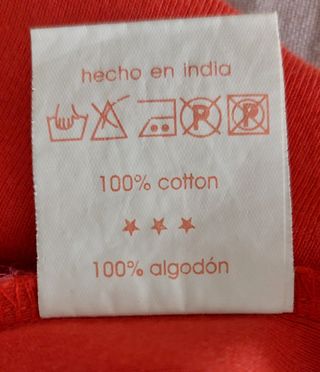 hecho en india
P P
100% cotton
100% algodón